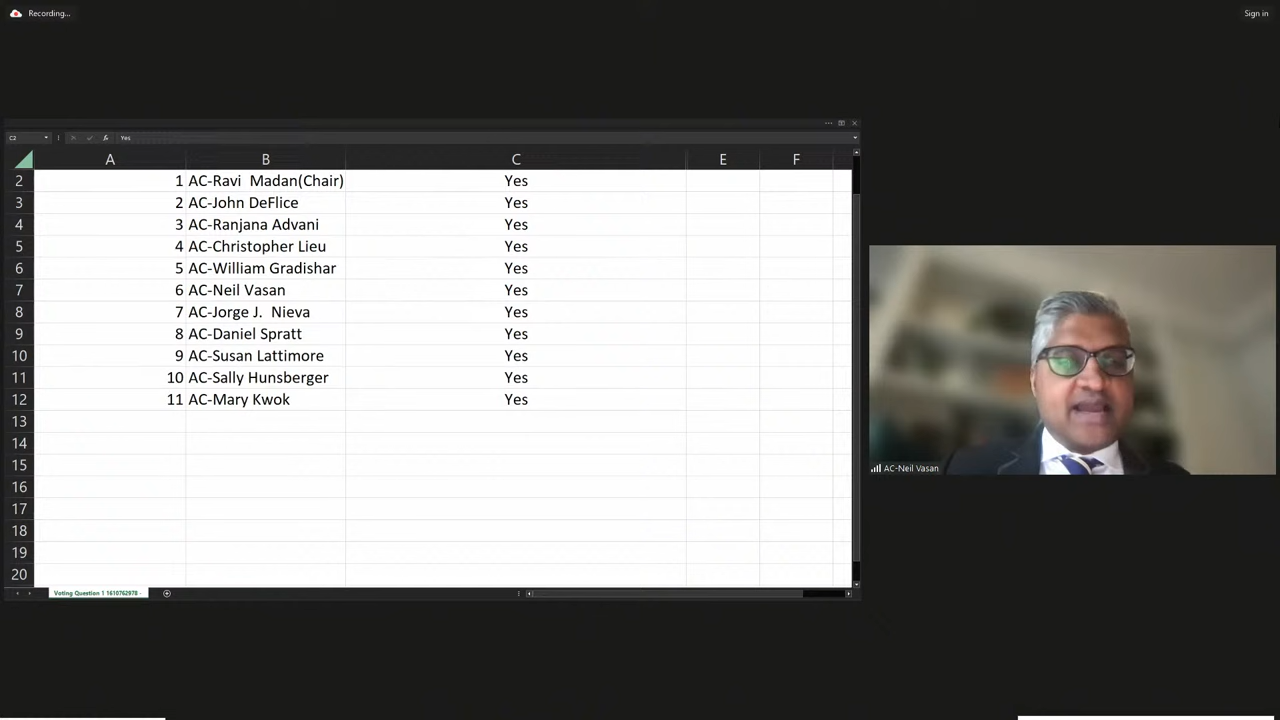 Recording...
Sign in
C2 Yes
A B C E F
2 1 AC-Ravi  Madan(Chair) Yes
3 2 AC-John DeFlice Yes
4 3 AC-Ranjana Advani Yes
5 4 AC-Christopher Lieu Yes
6 5 AC-William Gradishar Yes
7 6 AC-Neil Vasan Yes
8 7 AC-Jorge J.  Nieva Yes
9 8 AC-Daniel Spratt Yes
10 9 AC-Susan Lattimore Yes
11 10 AC-Sally Hunsberger Yes
12 11 AC-Mary Kwok Yes
13
14
15
16
17
18
19
20
AC-Neil Vasan
Voting Question 1 1610762978